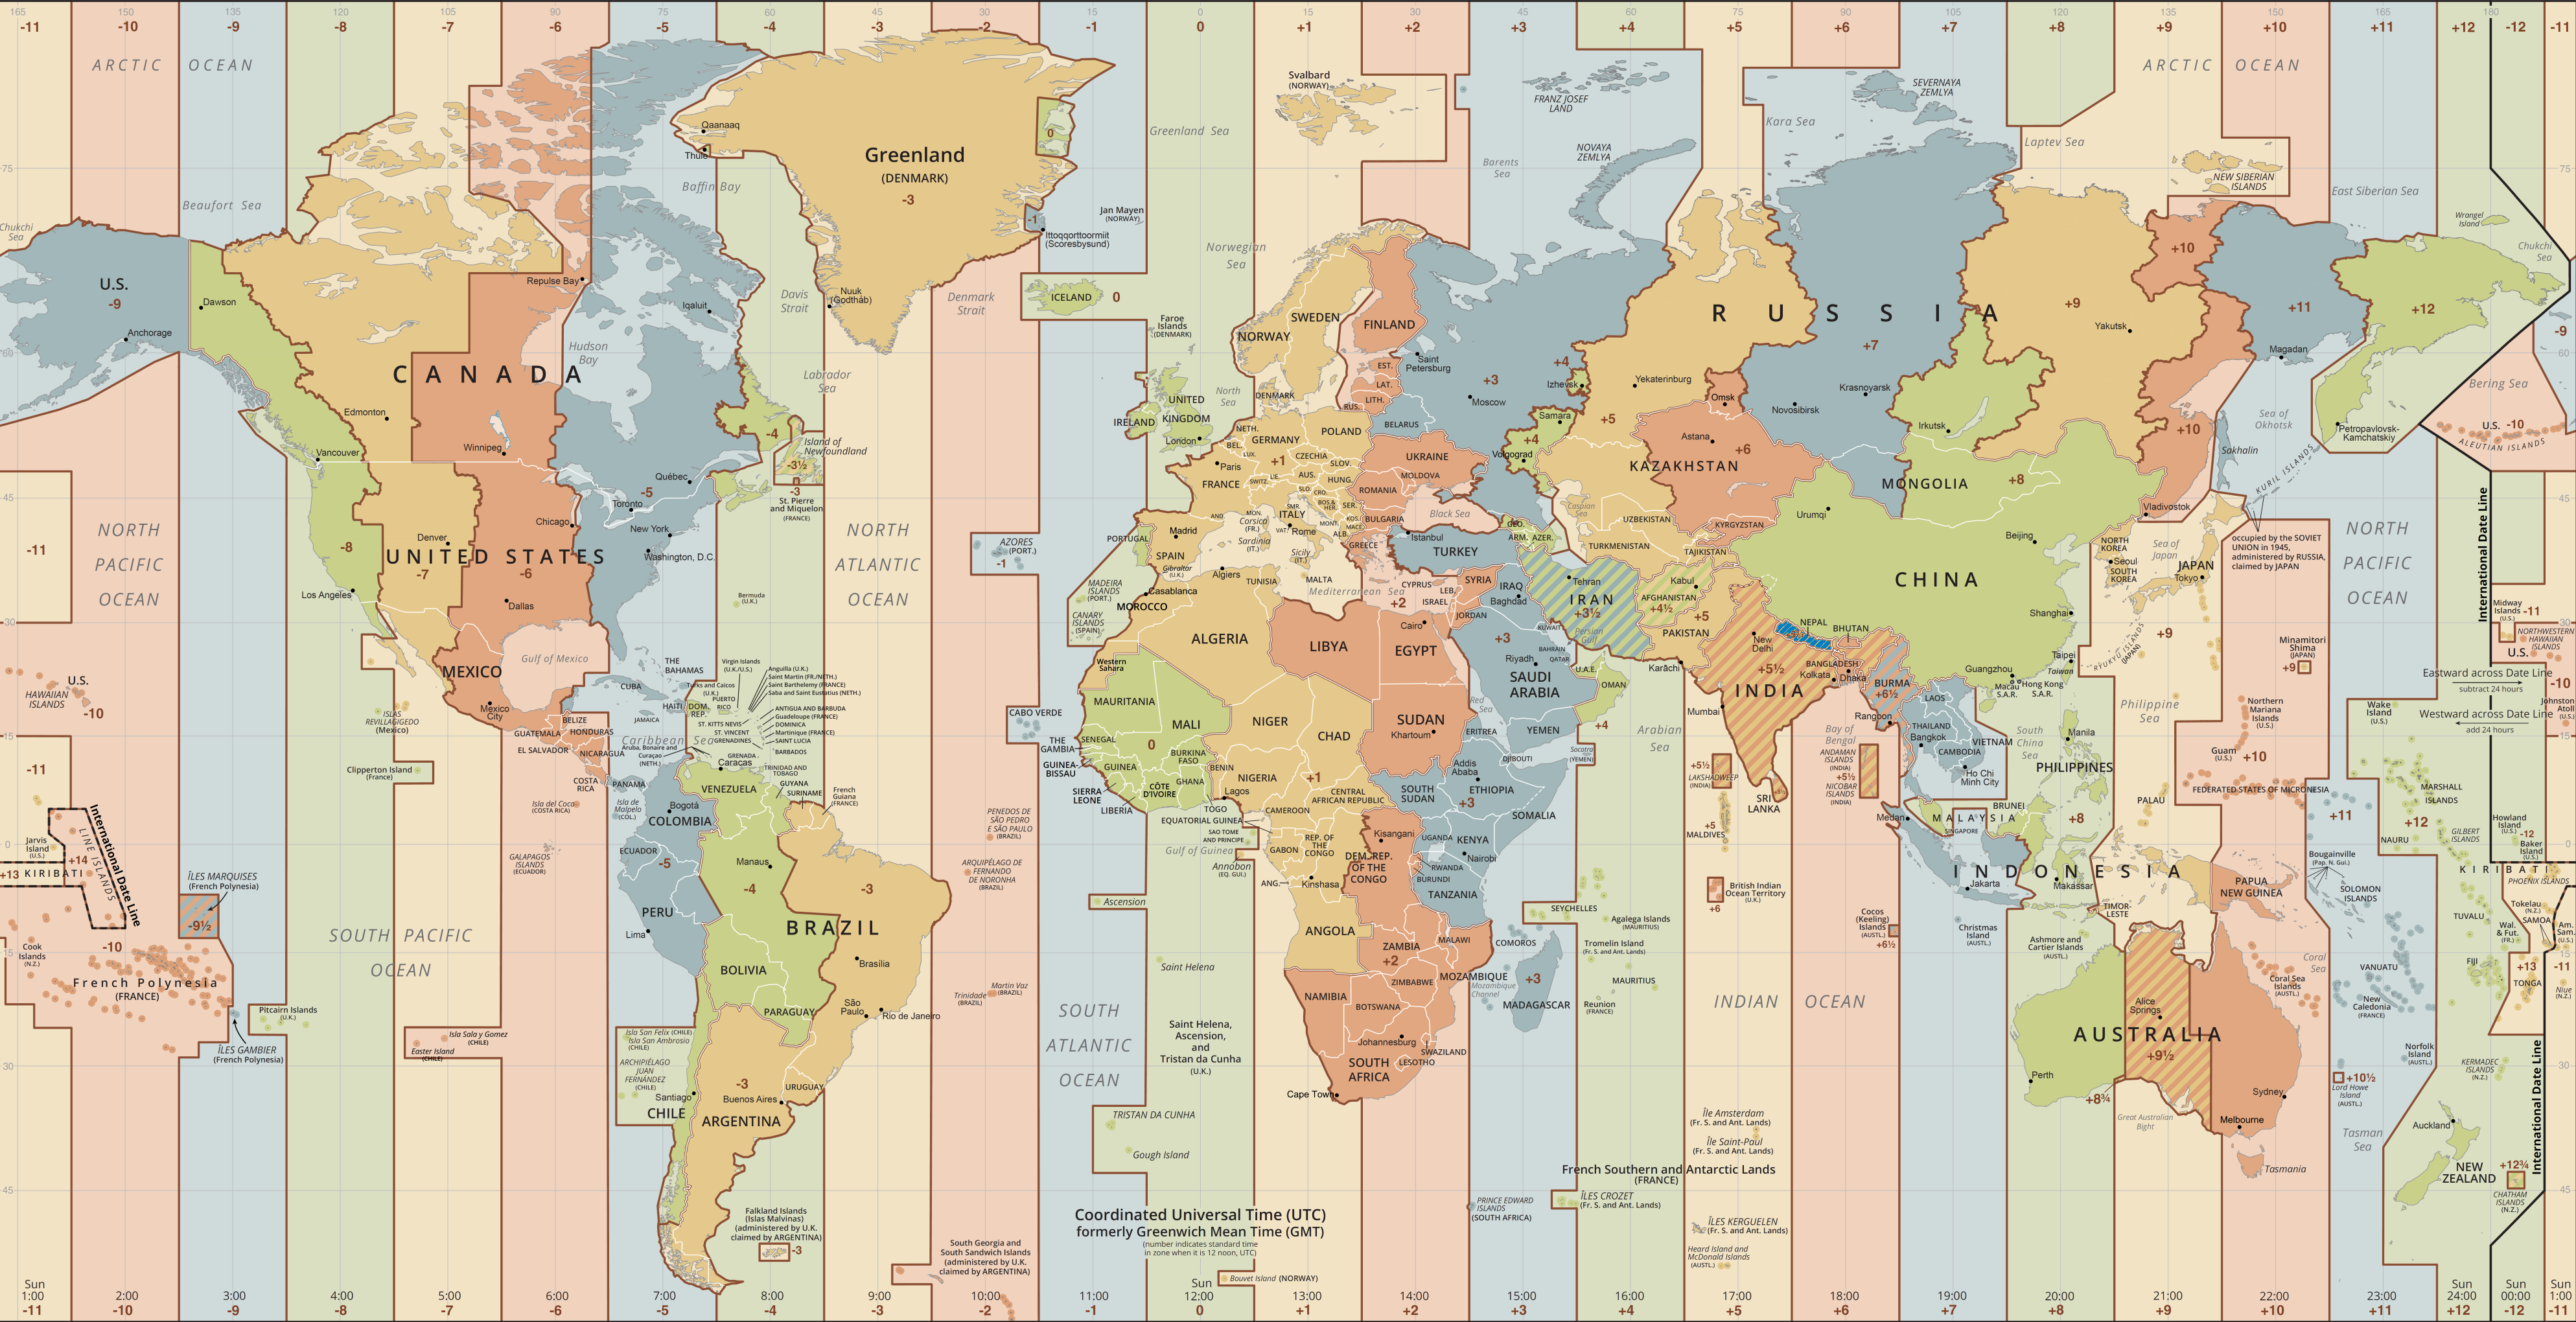 165 150 135 120 105 90 75 60 45 30 15 0 15 30 45 60 75 90 105 120 135 150 165 180
-11 -10 -9 -8 -7 -6 -5 -4 -3 -2 -1 0 +1 +2 +3 +4 +5 +6 +7 +8 +9 +10 +11 +12 -12 -11
ARCTIC OCEAN
Beaufort Sea
Chukchi
Sea
U.S.
-9
Anchorage
Dawson
CANADA
Edmonton
Vancouver
Winnipeg
Repulse Bay
Hudson
Bay
Iqaluit
Baffin Bay
Davis
Strait
Labrador
Sea
Québec
Toronto
-5
-4
-3½
Island of
Newfoundland
-3
St. Pierre
and Miquelon
(FRANCE)
Qaanaaq
Thule
Greenland
(DENMARK)
-3
0
-1
Nuuk
(Godthåb)
Ittoqqortoormiit
(Scoresbysund)
Denmark
Strait
Jan Mayen
(NORWAY)
Greenland Sea
Norwegian
Sea
ICELAND
0
Faroe
Islands
(DENMARK)
NORTH
PACIFIC
OCEAN
-11
UNITED STATES
-8
-7
-6
Denver
Chicago
New York
Washington, D.C.
Los Angeles
Dallas
Bermuda
(U.K.)
Gulf of Mexico
MEXICO
Mexico
City
U.S.
HAWAIIAN
ISLANDS
-10
ISLAS
REVILLAGIGEDO
(Mexico)
Clipperton Island
(France)
THE
BAHAMAS
CUBA
JAMAICA
HAITI
DOM.
REP.
PUERTO
RICO
Turks and Caicos
(U.K.)
Virgin Islands
(U.K./U.S.)
Anguilla (U.K.)
Saint Martin (FR./NETH.)
Saint Barthelemy (FRANCE)
Saba and Saint Eustatius (NETH.)
ANTIGUA AND BARBUDA
ST. KITTS NEVIS
Guadeloupe (FRANCE)
DOMINICA
Martinique (FRANCE)
ST. VINCENT
GRENADINES
SAINT LUCIA
BARBADOS
GRENADA
TRINIDAD AND
TOBAGO
Aruba, Bonaire and
Curaçao
(NETH.)
Caribbean Sea
BELIZE
GUATEMALA
HONDURAS
EL SALVADOR
NICARAGUA
COSTA
RICA
PANAMA
Isla del Coco
(COSTA RICA)
Isla de
Malpelo
(COL.)
GALAPAGOS
ISLANDS
(ECUADOR)
Caracas
VENEZUELA
GUYANA
SURINAME
French
Guiana
(FRANCE)
Bogotá
COLOMBIA
ECUADOR
-5
PERU
Lima
Manaus
-4
BRAZIL
-3
Brasília
São
Paulo
Rio de Janeiro
BOLIVIA
PARAGUAY
URUGUAY
ARGENTINA
-3
Buenos Aires
Santiago
CHILE
Isla San Felix (CHILE)
Isla San Ambrosio
(CHILE)
ARCHIPIÉLAGO
JUAN
FERNÁNDEZ
(CHILE)
Falkland Islands
(Islas Malvinas)
(administered by U.K.
claimed by ARGENTINA)
-3
South Georgia and
South Sandwich Islands
(administered by U.K.
claimed by ARGENTINA)
International Date Line
LINE ISLANDS
Jarvis
Island
(U.S.)
-11
+14
+13 KIRIBATI
Cook
Islands
(N.Z.)
-10
French Polynesia
(FRANCE)
ÎLES MARQUISES
(French Polynesia)
-9½
ÎLES GAMBIER
(French Polynesia)
Pitcairn Islands
(U.K.)
SOUTH PACIFIC
OCEAN
Isla Sala y Gomez
(CHILE)
Easter Island
(CHILE)
NORTH
ATLANTIC
OCEAN
AZORES
(PORT.)
-1
MADEIRA
ISLANDS
(PORT.)
CANARY
ISLANDS
(SPAIN)
CABO VERDE
PENEDOS DE
SÃO PEDRO
E SÃO PAULO
(BRAZIL)
ARQUIPÉLAGO DE
FERNANDO
DE NORONHA
(BRAZIL)
Trinidade
(BRAZIL)
Martin Vaz
(BRAZIL)
SOUTH
ATLANTIC
OCEAN
Ascension
Saint Helena
Saint Helena,
Ascension,
and
Tristan da Cunha
(U.K.)
TRISTAN DA CUNHA
Gough Island
Bouvet Island (NORWAY)
Coordinated Universal Time (UTC)
formerly Greenwich Mean Time (GMT)
(number indicates standard time
in zone when it is 12 noon, UTC)
Svalbard
(NORWAY)
Barents
Sea
SWEDEN
NORWAY
FINLAND
EST.
LAT.
LITH.
RUS.
DENMARK
North
Sea
UNITED
KINGDOM
IRELAND
London
NETH.
BEL.
LUX.
GERMANY
POLAND
BELARUS
CZECHIA
SLOV.
UKRAINE
MOLDOVA
Paris
FRANCE
SWITZ.
LIE.
AUS.
HUNG.
ROMANIA
SLO.
CRO.
BOS.&
HER.
SER.
BULGARIA
MONT.
KOS.
MACE.
ALB.
GREECE
AND.
MON.
SMR.
VAT.
Corsica
(FR.)
ITALY
Rome
Sardinia
(IT.)
Sicily
(IT.)
MALTA
+1
Madrid
PORTUGAL
SPAIN
Gibraltar
(U.K.)
Mediterranean Sea
Black Sea
Istanbul
TURKEY
CYPRUS
SYRIA
LEB.
ISRAEL
JORDAN
IRAQ
Baghdad
Algiers
TUNISIA
Casablanca
MOROCCO
Western
Sahara
ALGERIA
LIBYA
EGYPT
Cairo
+2
MAURITANIA
MALI
0
NIGER
CHAD
SUDAN
Khartoum
ERITREA
DJIBOUTI
SENEGAL
THE
GAMBIA
GUINEA-
BISSAU
GUINEA
SIERRA
LEONE
LIBERIA
CÔTE
D'IVOIRE
BURKINA
FASO
GHANA
TOGO
BENIN
NIGERIA
Lagos
+1
CAMEROON
CENTRAL
AFRICAN REPUBLIC
EQUATORIAL GUINEA
SAO TOME
AND PRINCIPE
Gulf of Guinea
Annobon
(EQ. GUI.)
GABON
REP. OF
THE
CONGO
DEM. REP.
OF THE
CONGO
Kisangani
Kinshasa
ANG.
SOUTH
SUDAN
Addis
Ababa
ETHIOPIA
+3
SOMALIA
UGANDA
KENYA
Nairobi
RWANDA
BURUNDI
TANZANIA
ANGOLA
ZAMBIA
+2
MALAWI
MOZAMBIQUE
Mozambique
Channel
ZIMBABWE
NAMIBIA
BOTSWANA
Johannesburg
SWAZILAND
LESOTHO
SOUTH
AFRICA
Cape Town
COMOROS
MADAGASCAR
+3
SEYCHELLES
Agalega Islands
(MAURITIUS)
Tromelin Island
(Fr. S. and Ant. Lands)
MAURITIUS
Reunion
(FRANCE)
FRANZ JOSEF
LAND
NOVAYA
ZEMLYA
Kara Sea
SEVERNAYA
ZEMLYA
Laptev Sea
ARCTIC OCEAN
NEW SIBERIAN
ISLANDS
East Siberian Sea
Wrangel
Island
Chukchi
Sea
RUSSIA
Saint
Petersburg
Moscow
+3
+4
Izhevsk
Samara
+4
Volgograd
Yekaterinburg
+5
Omsk
Novosibirsk
Krasnoyarsk
+7
Irkutsk
+8
Yakutsk
+9
+10
+10
+11
Magadan
+12
Petropavlovsk-
Kamchatskiy
Vladivostok
Sakhalin
Sea of
Okhotsk
KURIL ISLANDS
Bering Sea
-9
U.S. -10
ALEUTIAN ISLANDS
occupied by the SOVIET
UNION in 1945,
administered by RUSSIA,
claimed by JAPAN
Astana
KAZAKHSTAN
+6
Caspian
Sea
GEO.
ARM.
AZER.
UZBEKISTAN
TURKMENISTAN
KYRGYZSTAN
TAJIKISTAN
Tehran
IRAN
+3½
Kabul
AFGHANISTAN
+4½
PAKISTAN
+5
Karāchi
KUWAIT
Persian
Gulf
BAHRAIN
QATAR
U.A.E.
OMAN
+4
Riyadh
SAUDI
ARABIA
+3
Red
Sea
YEMEN
Socotra
(YEMEN)
Arabian
Sea
New
Delhi
NEPAL
BHUTAN
BANGLADESH
Dhaka
Kolkata
INDIA
+5½
Mumbai
SRI
LANKA
+5½
LAKSHADWEEP
(INDIA)
+5
MALDIVES
Bay of
Bengal
ANDAMAN
ISLANDS
(INDIA)
+5½
NICOBAR
ISLANDS
(INDIA)
BURMA
+6½
Rangoon
LAOS
THAILAND
Bangkok
CAMBODIA
VIETNAM
Ho Chi
Minh City
MONGOLIA
Urumqi
CHINA
Beijing
Shanghai
Guangzhou
Macau
S.A.R.
Hong Kong
S.A.R.
Taipei
Taiwan
NORTH
KOREA
Seoul
SOUTH
KOREA
Sea of
Japan
JAPAN
Tokyo
+9
RYUKYU ISLANDS
(JAPAN)
South
China
Sea
Philippine
Sea
Manila
PHILIPPINES
+8
PALAU
BRUNEI
MALAYSIA
SINGAPORE
Medan
INDONESIA
Jakarta
Makassar
TIMOR-
LESTE
British Indian
Ocean Territory
(U.K.)
+6
Cocos
(Keeling)
Islands
(AUSTL.)
+6½
Christmas
Island
(AUSTL.)
Ashmore and
Cartier Islands
(AUSTL.)
INDIAN OCEAN
Île Amsterdam
(Fr. S. and Ant. Lands)
Île Saint-Paul
(Fr. S. and Ant. Lands)
French Southern and Antarctic Lands
(FRANCE)
PRINCE EDWARD
ISLANDS
(SOUTH AFRICA)
ÎLES CROZET
(Fr. S. and Ant. Lands)
ÎLES KERGUELEN
(Fr. S. and Ant. Lands)
Heard Island and
McDonald Islands
(AUSTL.)
AUSTRALIA
Alice
Springs
+9½
Perth
+8¾
Great Australian
Bight
Sydney
Melbourne
Tasmania
Tasman
Sea
Coral
Sea
Coral Sea
Islands
(AUSTL.)
PAPUA
NEW GUINEA
Bougainville
(Pap. N. Gui.)
SOLOMON
ISLANDS
VANUATU
New
Caledonia
(FRANCE)
Norfolk
Island
(AUSTL.)
+10½
Lord Howe
Island
(AUSTL.)
NORTH
PACIFIC
OCEAN
Minamitori
Shima
(JAPAN)
+9
Northern
Mariana
Islands
(U.S.)
Guam
(U.S.)
+10
FEDERATED STATES OF MICRONESIA
+11
Wake
Island
(U.S.)
MARSHALL
ISLANDS
+12
NAURU
GILBERT
ISLANDS
KIRIBATI
TUVALU
Wal.
& Fut.
(FR.)
FIJI
KERMADEC
ISLANDS
(N.Z.)
Auckland
NEW
ZEALAND
+12¾
CHATHAM
ISLANDS
(N.Z.)
International Date Line
Midway
Islands
(U.S.)
-11
NORTHWESTERN
HAWAIIAN
ISLANDS
U.S.
-10
Eastward across Date Line
subtract 24 hours
Westward across Date Line
add 24 hours
Johnston
Atoll
(U.S.)
Howland
Island
(U.S.)
-12
Baker
Island
(U.S.)
PHOENIX ISLANDS
Tokelau
(N.Z.)
SAMOA
Am.
Sam.
(U.S.)
-11
+13
TONGA
Niue
(N.Z.)
International Date Line
75
60
45
30
15
0
15
30
45
Sun Sun Sun Sun Sun
1:00 2:00 3:00 4:00 5:00 6:00 7:00 8:00 9:00 10:00 11:00 12:00 13:00 14:00 15:00 16:00 17:00 18:00 19:00 20:00 21:00 22:00 23:00 24:00 00:00 1:00
-11 -10 -9 -8 -7 -6 -5 -4 -3 -2 -1 0 +1 +2 +3 +4 +5 +6 +7 +8 +9 +10 +11 +12 -12 -11